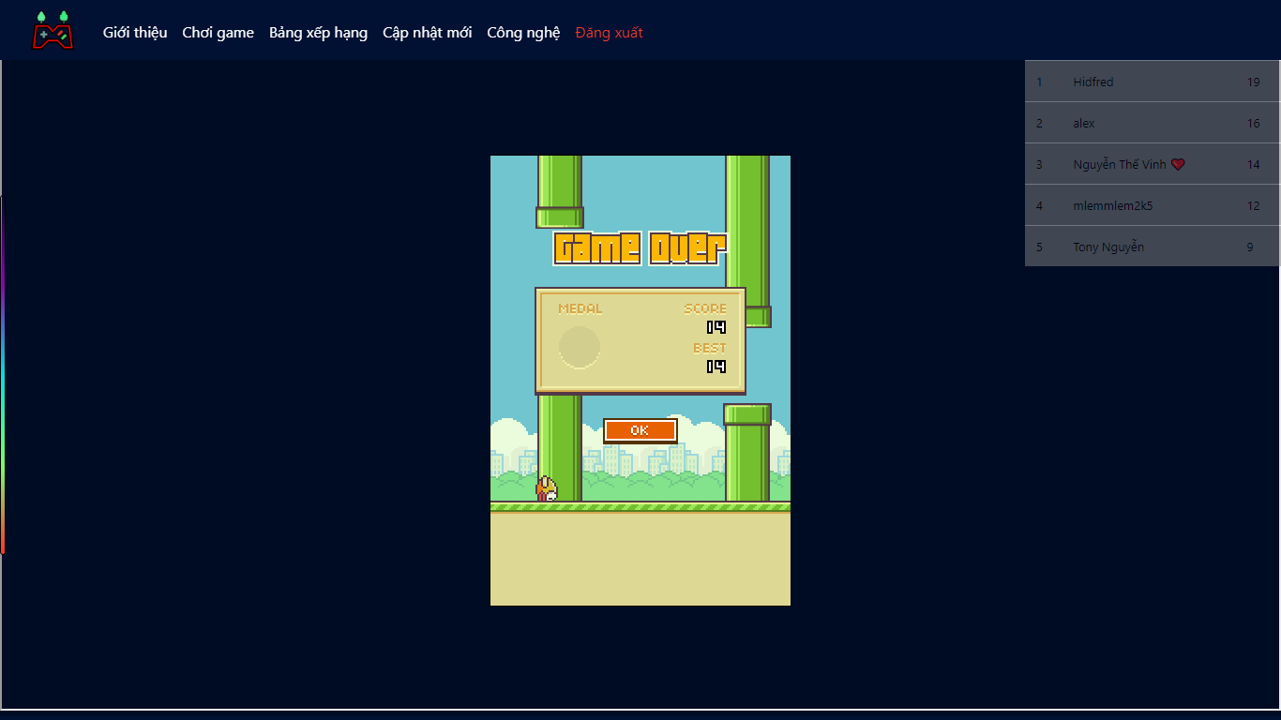 Giới thiệu Chơi game Bảng xếp hạng Cập nhật mới Công nghệ Đăng xuất
1 Hidfred 19
2 alex 16
3 Nguyễn Thế Vinh ❤️ 14
4 mlemmlem2k5 12
5 Tony Nguyễn 9
Game Over
MEDAL SCORE
14
BEST
14
OK